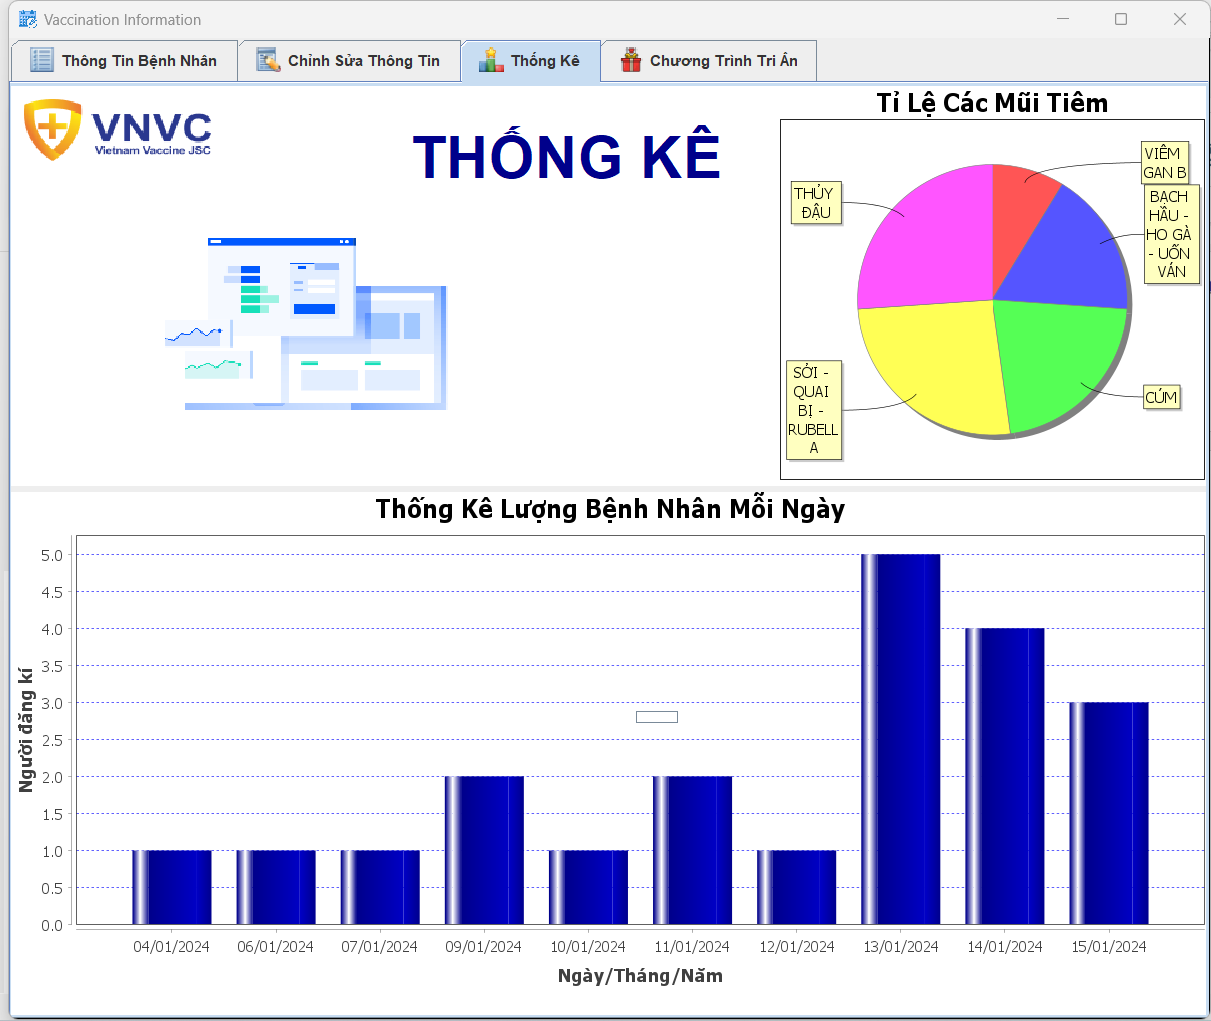 Vaccination Information
Thông Tin Bệnh Nhân
Chỉnh Sửa Thông Tin
Thống Kê
Chương Trình Tri Ân
VNVC
Vietnam Vaccine JSC
THỐNG KÊ
Tỉ Lệ Các Mũi Tiêm
VIÊM
GAN B
BẠCH
HẦU -
HO GÀ
- UỐN
VÁN
THỦY
ĐẬU
CÚM
SỞI -
QUAI
BỊ -
RUBELL
A
Thống Kê Lượng Bệnh Nhân Mỗi Ngày
Người đăng kí
5.0
4.5
4.0
3.5
3.0
2.5
2.0
1.5
1.0
0.5
0.0
04/01/2024
06/01/2024
07/01/2024
09/01/2024
10/01/2024
11/01/2024
12/01/2024
13/01/2024
14/01/2024
15/01/2024
Ngày/Tháng/Năm